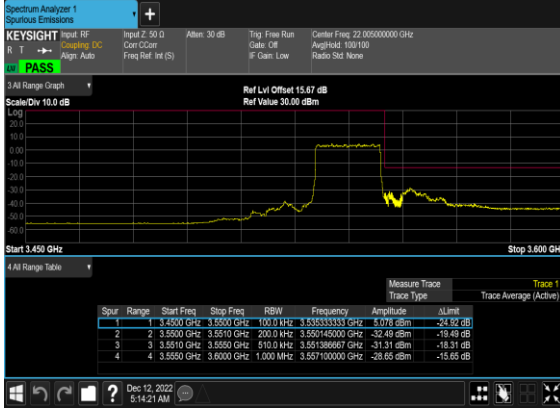 Spectrum Analyzer 1
Spurious Emissions
+
KEYSIGHT Input: RF Input Z: 50 Ω Atten: 30 dB Trig: Free Run Center Freq: 22.005000000 GHz
R T Coupling: DC Corr CCorr Gate: Off Avg|Hold: 100/100
Align: Auto Freq Ref: Int (S) IF Gain: Low Radio Std: None
LXI PASS
3.All Range Graph
Ref Lvl Offset 15.67 dB
Scale/Div 10.0 dB Ref Value 30.00 dBm
Log
20.0
10.0
0.00
-10.0
-20.0
-30.0
-40.0
-50.0
-60.0
Start 3.450 GHz Stop 3.600 GH
4.All Range Table
Measure Trace Trace 1
Trace Type Trace Average (Active)
Spur Range Start Freq Stop Freq RBW Frequency Amplitude ΔLimit
1 1 3.4500 GHz 3.5500 GHz 100.0 kHz 3.535333333 GHz 5.078 dBm -24.92 dB
2 2 3.5500 GHz 3.5510 GHz 200.0 kHz 3.550145000 GHz -32.49 dBm -19.49 dB
3 3 3.5510 GHz 3.5550 GHz 510.0 kHz 3.551386667 GHz -31.31 dBm -18.31 dB
4 4 3.5550 GHz 3.6000 GHz 1.000 MHz 3.557100000 GHz -28.65 dBm -15.65 dB
?
Dec 12, 2022
5:14:21 AM